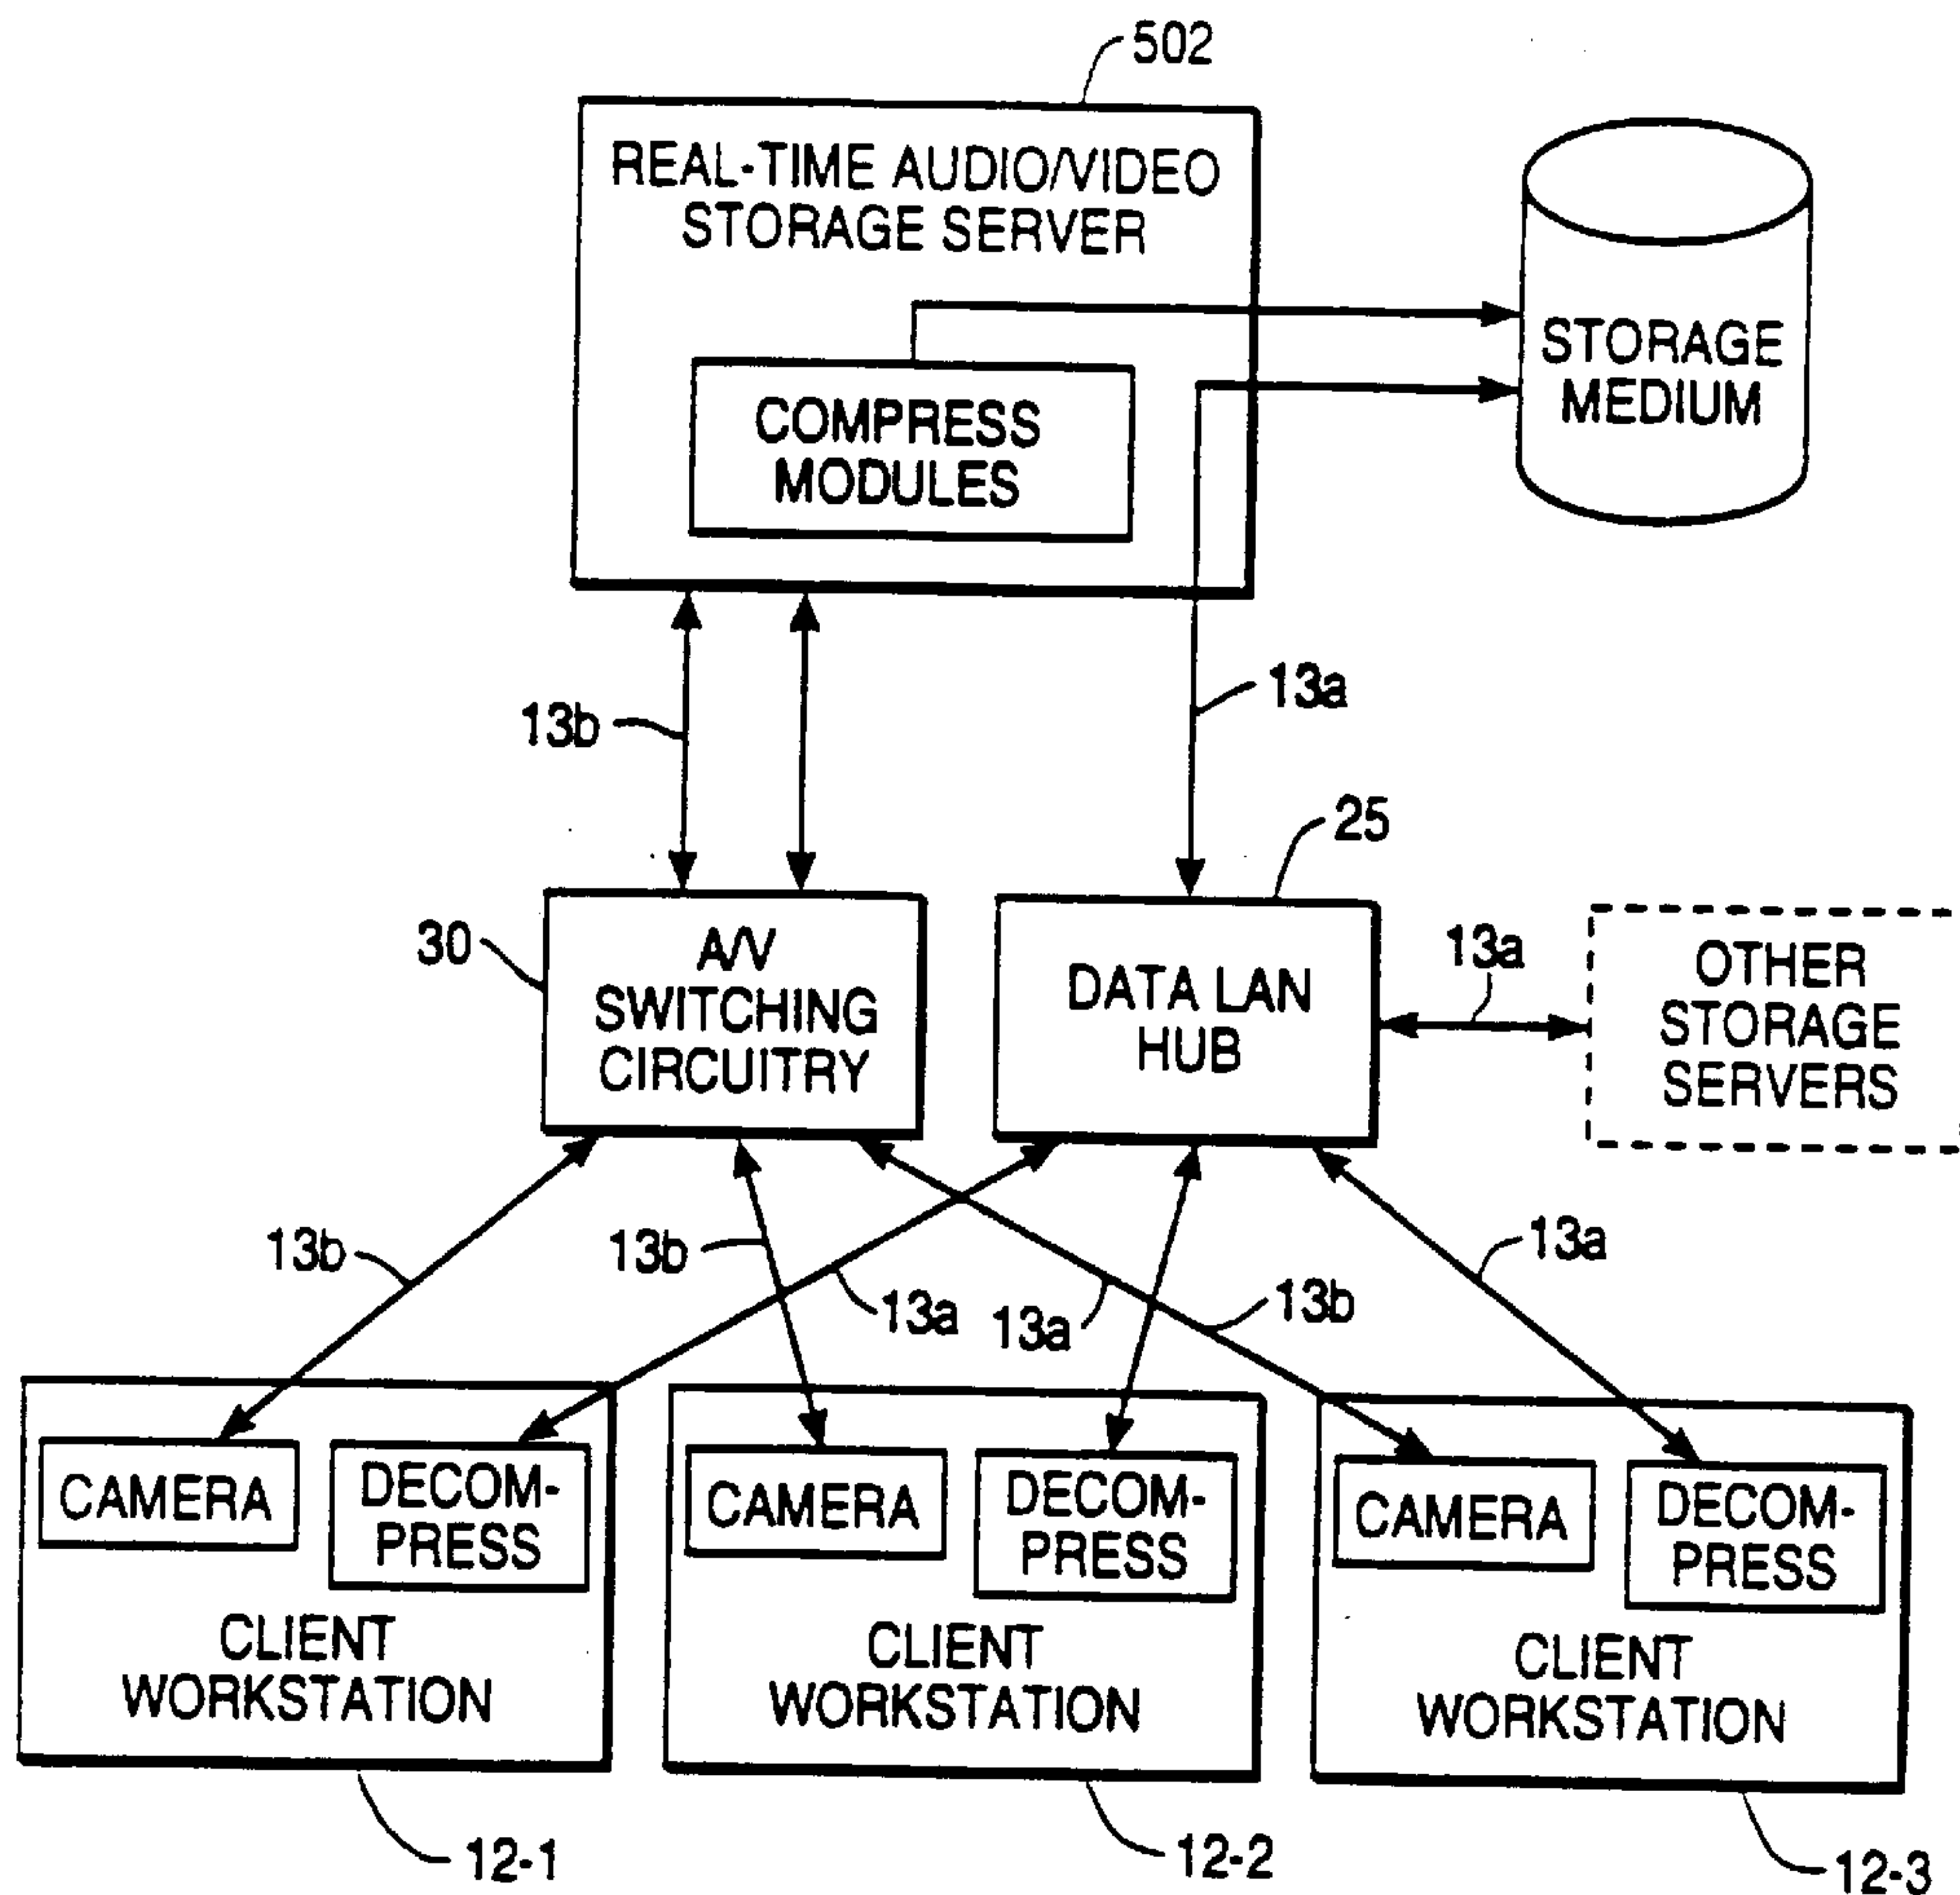 502
REAL-TIME AUDIO/VIDEO
STORAGE SERVER
COMPRESS
MODULES
STORAGE
MEDIUM
13b
13a
25
30
A/V
SWITCHING
CIRCUITRY
DATA LAN
HUB
13a
OTHER
STORAGE
SERVERS
13b
13b
13a
13a
13b
13a
CAMERA
DECOM-
PRESS
CLIENT
WORKSTATION
CAMERA
DECOM-
PRESS
CLIENT
WORKSTATION
CAMERA
DECOM-
PRESS
CLIENT
WORKSTATION
12-1
12-2
12-3